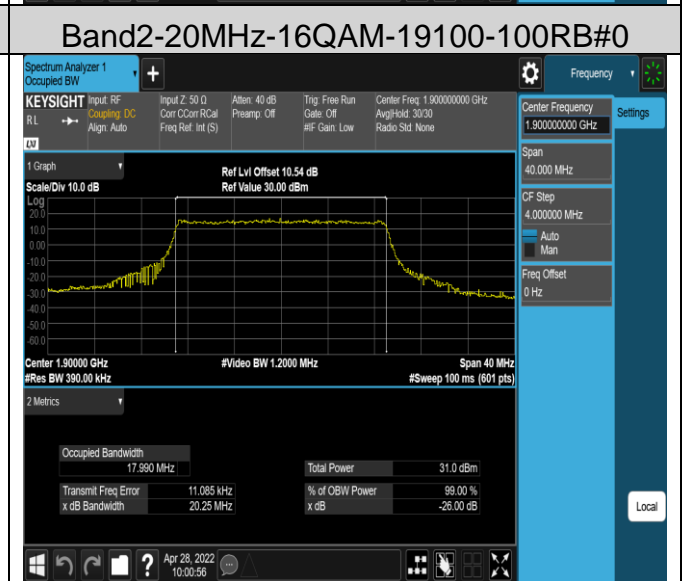 Band2-20MHz-16QAM-19100-100RB#0
Spectrum Analyzer 1
Occupied BW
+
Frequency
KEYSIGHT
RL
LXI
Input: RF
Coupling: DC
Align: Auto
Input Z: 50 Ω
Corr CCorr RCal
Freq Ref: Int (S)
Atten: 40 dB
Preamp: Off
Trig: Free Run
Gate: Off
#IF Gain: Low
Center Freq: 1.900000000 GHz
Avg|Hold: 30/30
Radio Std: None
Center Frequency
1.900000000 GHz
Settings
Span
40.000 MHz
CF Step
4.000000 MHz
Auto
Man
Freq Offset
0 Hz
1 Graph
Ref Lvl Offset 10.54 dB
Scale/Div 10.0 dB
Ref Value 30.00 dBm
Log
20.0
10.0
0.00
-10.0
-20.0
-30.0
-40.0
-50.0
-60.0
Center 1.90000 GHz
#Video BW 1.2000 MHz
Span 40 MHz
#Res BW 390.00 kHz
#Sweep 100 ms (601 pts)
2 Metrics
Occupied Bandwidth
17.990 MHz
Total Power 31.0 dBm
Transmit Freq Error 11.085 kHz
% of OBW Power 99.00 %
x dB Bandwidth 20.25 MHz
x dB -26.00 dB
Local
?
Apr 28, 2022
10:00:56